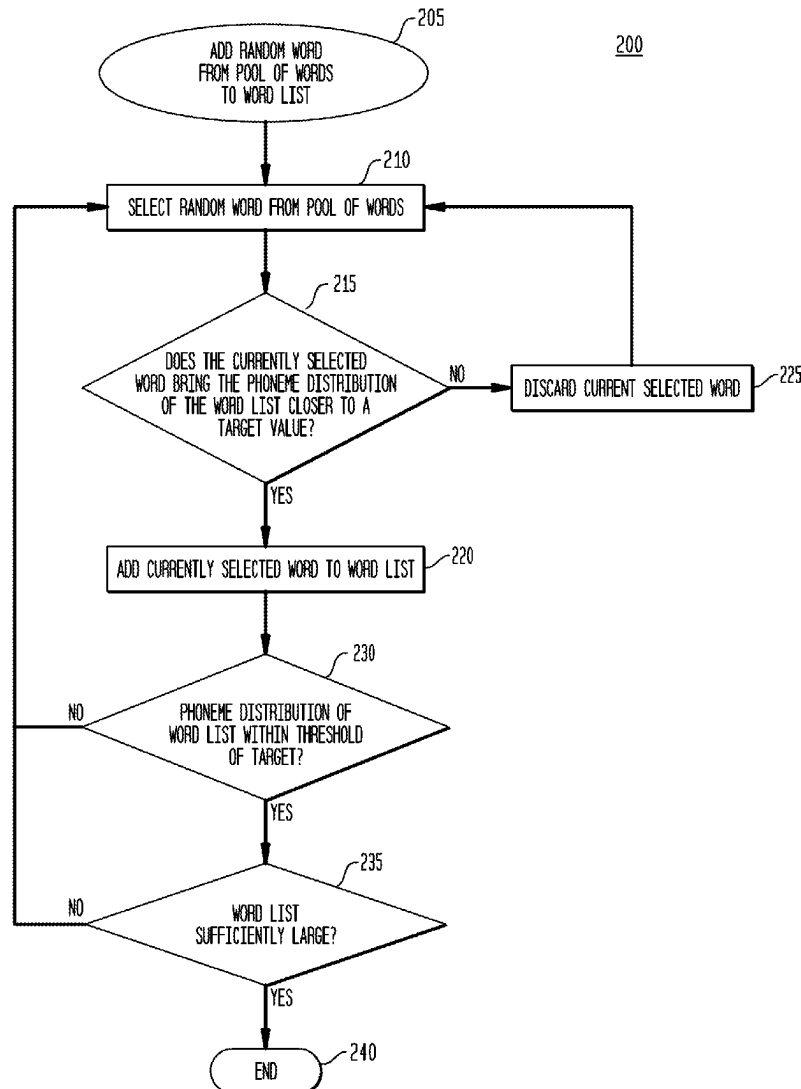 205
ADD RANDOM WORD
FROM POOL OF WORDS
TO WORD LIST
200
210
SELECT RANDOM WORD FROM POOL OF WORDS
215
DOES THE CURRENTLY SELECTED
WORD BRING THE PHONEME DISTRIBUTION
OF THE WORD LIST CLOSER TO A
TARGET VALUE?
NO
DISCARD CURRENT SELECTED WORD
225
YES
ADD CURRENTLY SELECTED WORD TO WORD LIST
220
230
NO
PHONEME DISTRIBUTION OF
WORD LIST WITHIN THRESHOLD
OF TARGET?
YES
235
NO
WORD LIST
SUFFICIENTLY LARGE?
YES
END
240